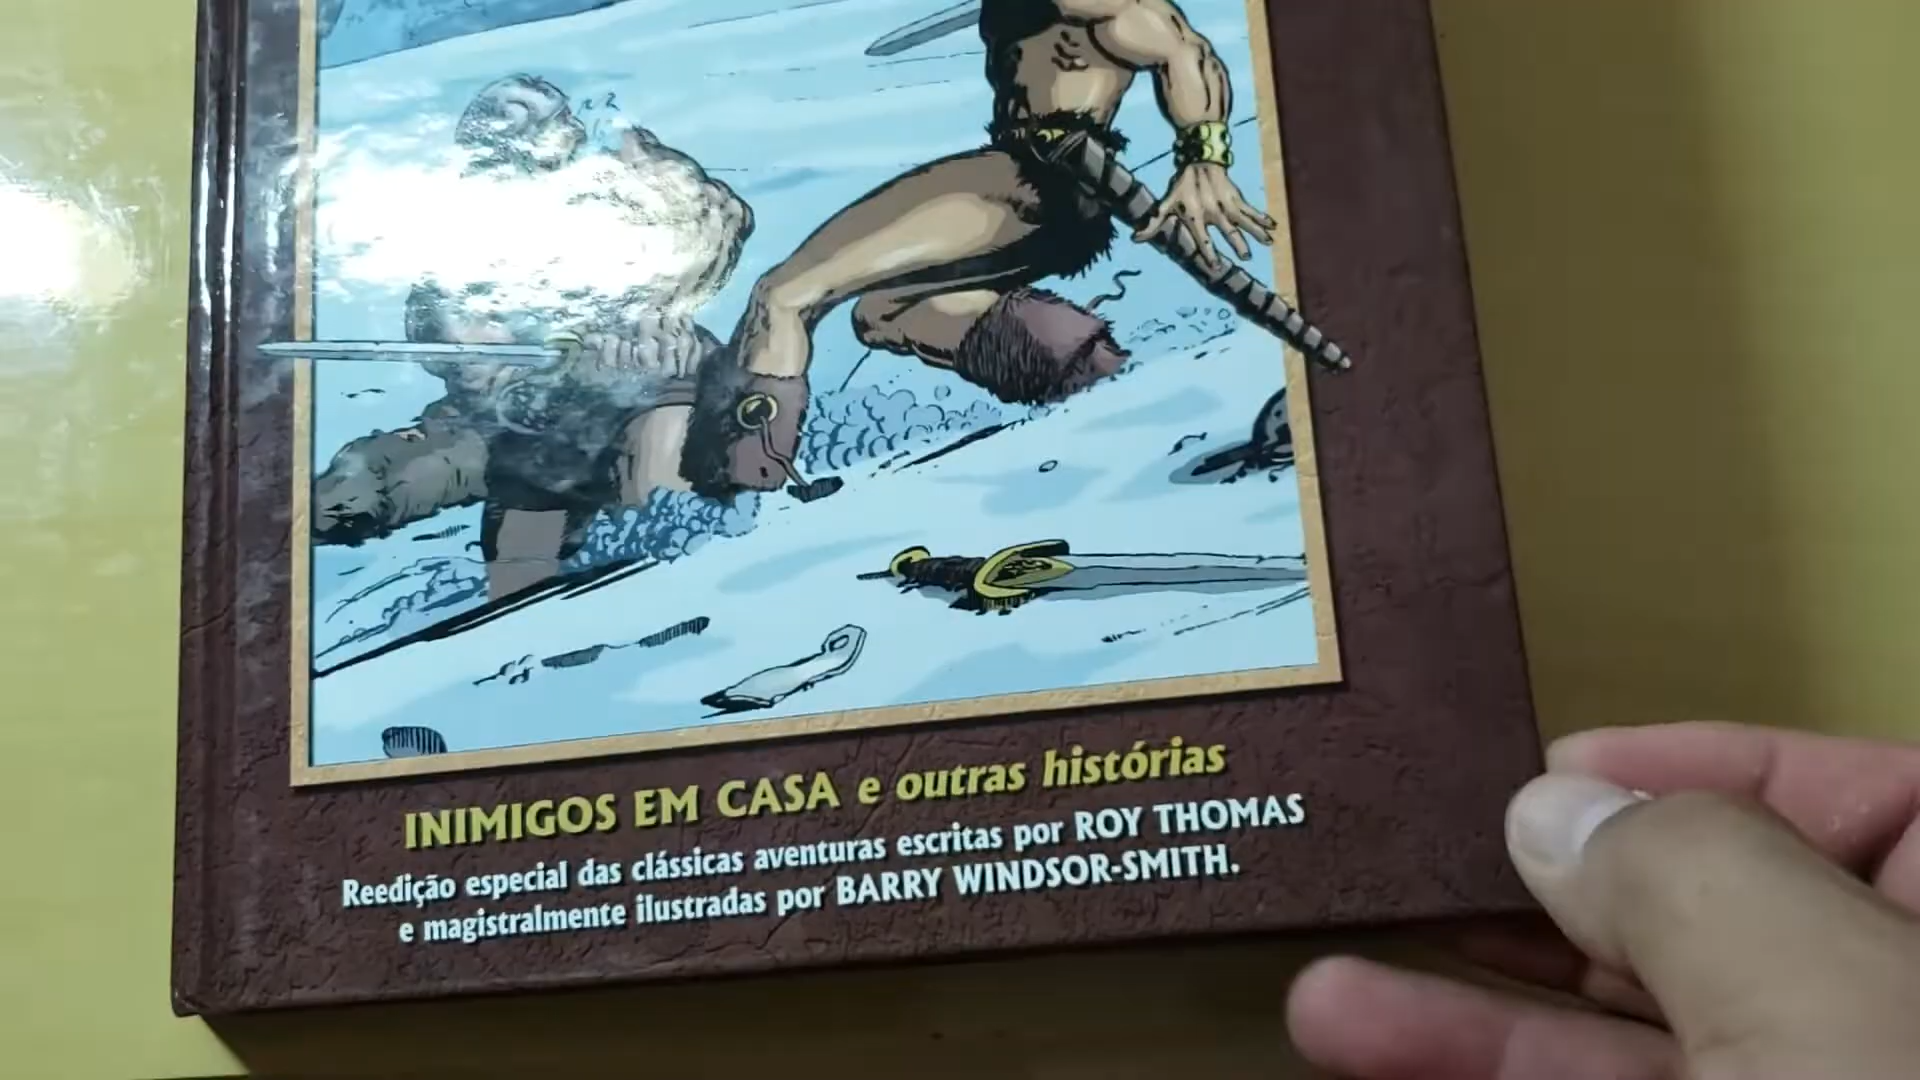 INIMIGOS EM CASA e outras histórias
Reedição especial das clássicas aventuras escritas por ROY THOMAS
e magistralmente ilustradas por BARRY WINDSOR-SMITH.